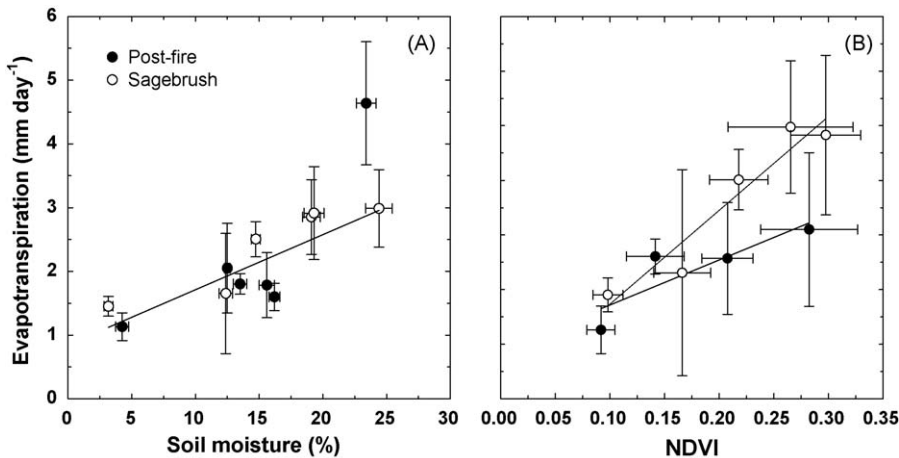 Evapotranspiration (mm day-1)
6
5
4
3
2
1
0
Post-fire
Sagebrush
(A)
0 5 10 15 20 25 30
Soil moisture (%)
(B)
0.00 0.05 0.10 0.15 0.20 0.25 0.30 0.35
NDVI